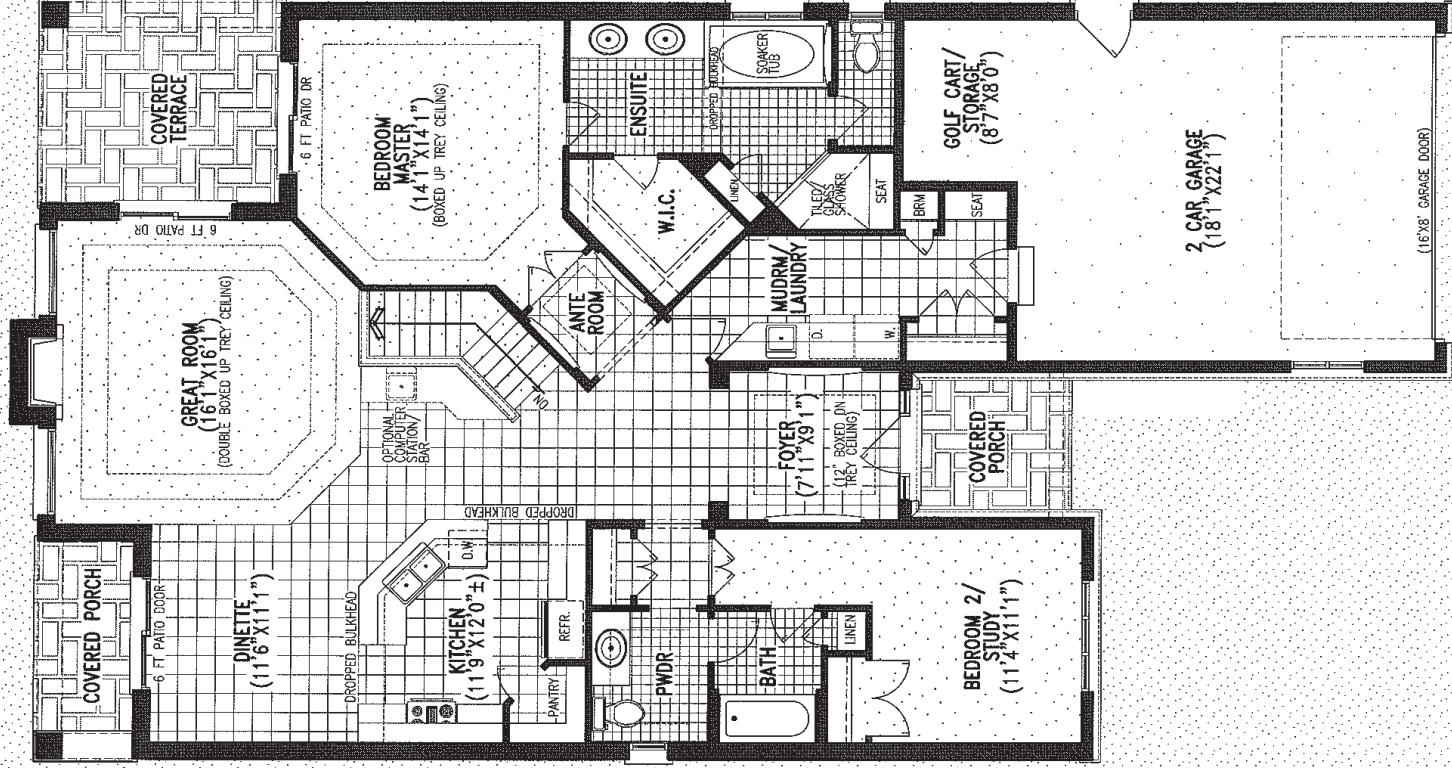 COVERED
TERRACE
6 FT PATIO DR
BEDROOM
MASTER
(14'1"X14'1")
(BOXED UP TREY CEILING)
ENSUITE
DROPPED BULKHEAD
SOAKER
TUB
GOLF CART/
STORAGE
(8'7"X8'0")
2 CAR GARAGE
(18'1"X22'1")
(16'X8' GARAGE DOOR)
6 FT PATIO DR
W.I.C.
LINEN
TILED/
GLASS
SHOWER
SEAT
BRM
SEAT
GREAT ROOM
(16'1"X16'1")
(DOUBLE BOXED UP TREY CEILING)
ANTE
ROOM
MUDRM/
LAUNDRY
D.
W.
DN
OPTIONAL
COMPUTER
STATION/
BAR
FOYER
(7'11"X9'1")
(12" BOXED DN
TREY CEILING)
COVERED
PORCH
DROPPED BULKHEAD
COVERED PORCH
6 FT PATIO DOOR
DINETTE
(11'6"X11'1")
DROPPED BULKHEAD
D.W.
KITCHEN
(11'9"X12'0"±)
REFR.
PANTRY
PWDR
BATH
LINEN
BEDROOM 2/
STUDY
(11'4"X11'1")